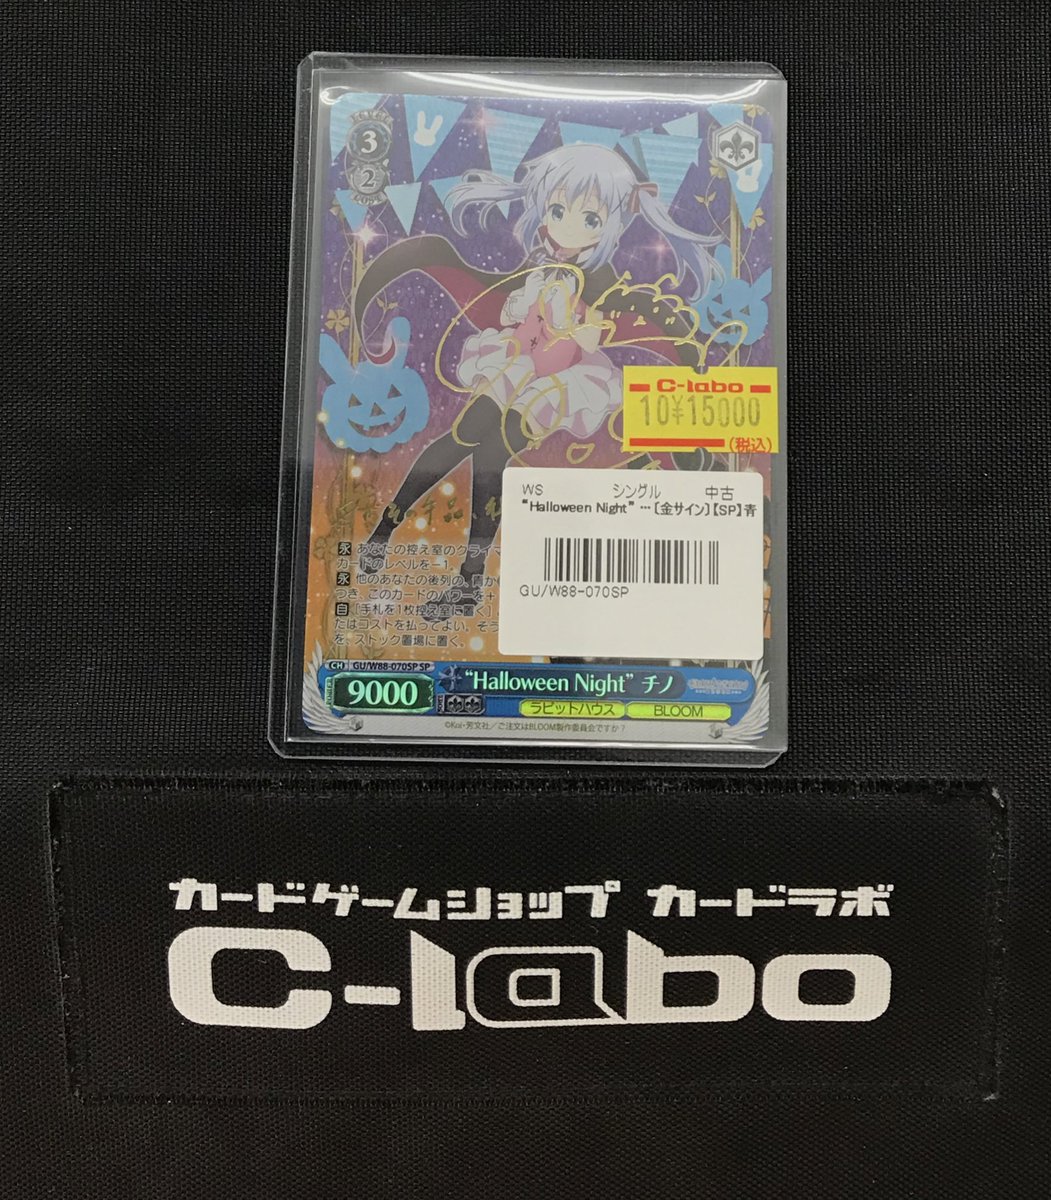 3
2
C-labo
10¥15000
(税込)
WS シングル 中古
“Halloween Night” …〔金サイン〕【SP】青
GU/W88-070SP
永 あなたの控え室のクライマ
カードのレベルを－1。
永 他のあなたの後列の、青か
つき、このカードのパワーを＋
自 [手札を1枚控え室に置く]
たはコストを払ってよい。そう
を、ストック置場に置く。
CH GU/W88-070SP SP
9000 “Halloween Night” チノ
ラビットハウス BLOOM
©Koi・芳文社／ご注文はBLOOM製作委員会ですか？
カードゲームショップ カードラボ
C-labo